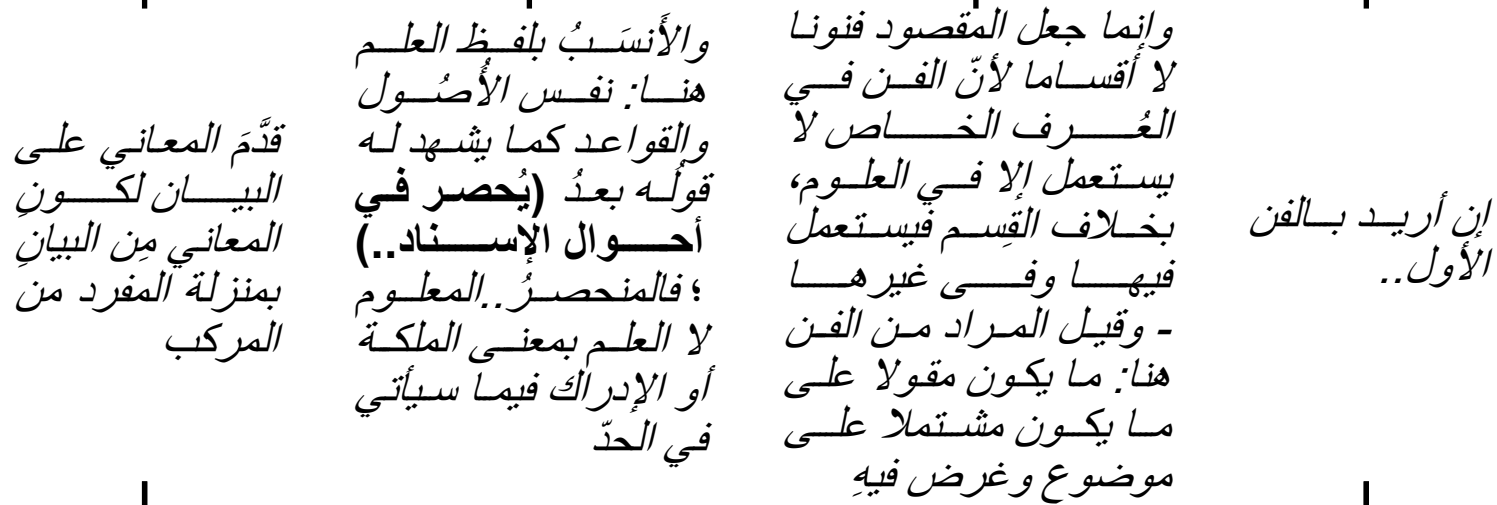 إن أريد بالفن
الأول..
وإنما جعل المقصود فنونا
لا أقساما لأنّ الفن في
العُرف الخاص لا
يستعمل إلا في العلوم،
بخلاف القِسم فيستعمل
فيها وفى غيرها
- وقيل المراد من الفن
هنا: ما يكون مقولا على
ما يكون مشتملا على
موضوع وغرض فيهِ
والأَنسَبُ بلفظ العلم
هنا: نفس الأُصُول
والقواعد كما يشهد له
قولُه بعدُ (يُحصر في
أحوال الإسناد..)
؛ فالمنحصرُ..المعلوم
لا العلم بمعنى الملكة
أو الإدراك فيما سيأتي
في الحدّ
قدَّمَ المعاني على
البيان لكونِ
المعاني مِن البيانِ
بمنزلة المفرد من
المركب